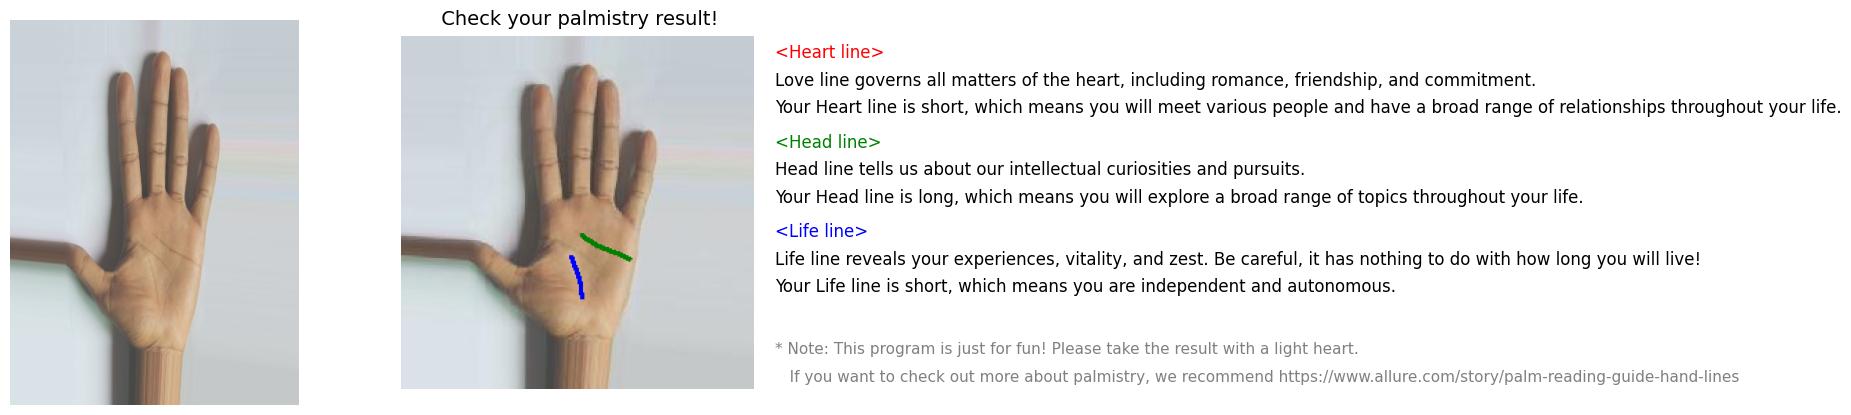 Check your palmistry result!
<Heart line>
Love line governs all matters of the heart, including romance, friendship, and commitment.
Your Heart line is short, which means you will meet various people and have a broad range of relationships throughout your life.
<Head line>
Head line tells us about our intellectual curiosities and pursuits.
Your Head line is long, which means you will explore a broad range of topics throughout your life.
<Life line>
Life line reveals your experiences, vitality, and zest. Be careful, it has nothing to do with how long you will live!
Your Life line is short, which means you are independent and autonomous.
* Note: This program is just for fun! Please take the result with a light heart.
If you want to check out more about palmistry, we recommend https://www.allure.com/story/palm-reading-guide-hand-lines